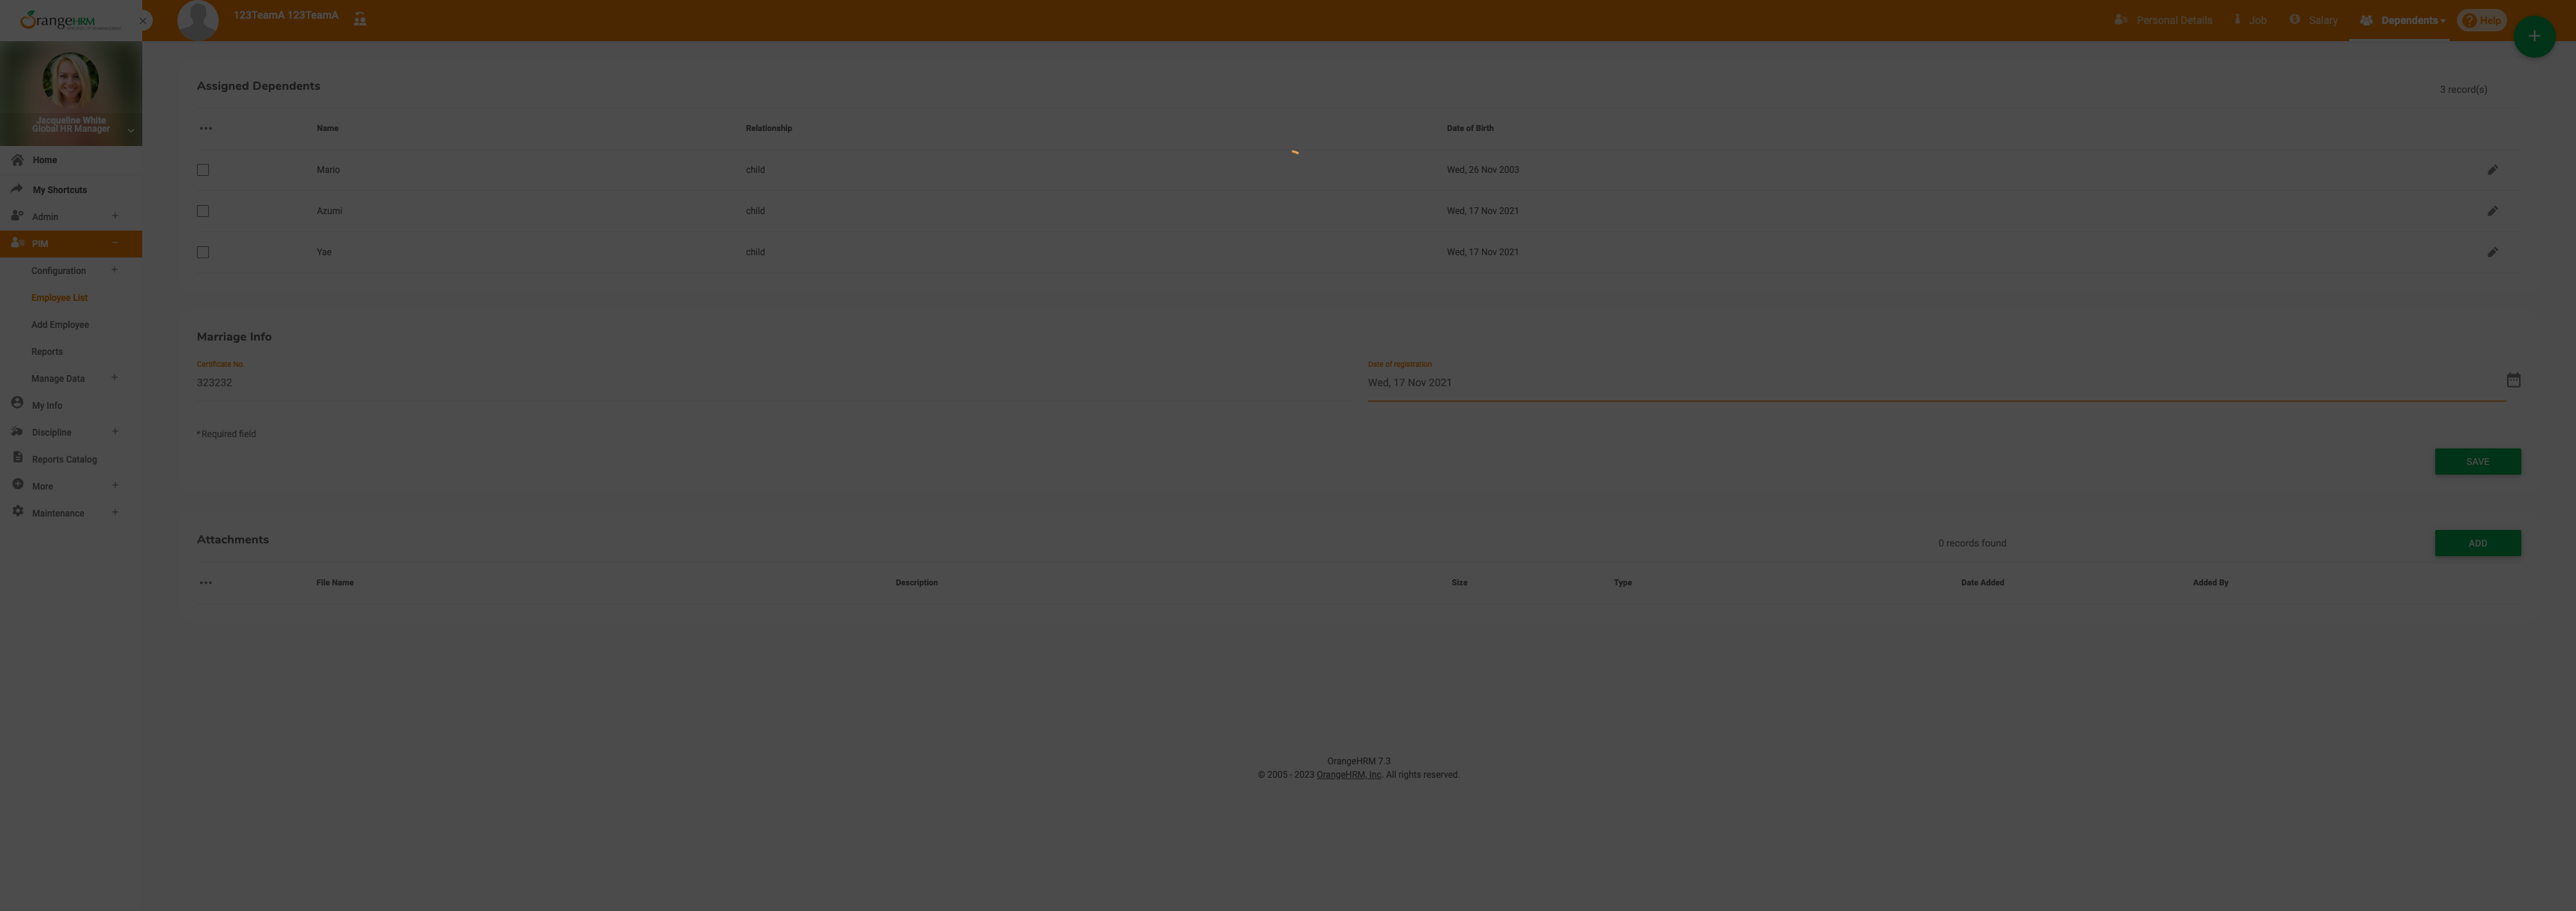 OrangeHRM
123TeamA 123TeamA
Personal Details
Job
Salary
Dependents
Help
Jacqueline White
Global HR Manager
Home
My Shortcuts
Admin
PIM
Configuration
Employee List
Add Employee
Reports
Manage Data
My Info
Discipline
Reports Catalog
More
Maintenance
Assigned Dependents
3 record(s)
Name Relationship Date of Birth
Mario child Wed, 26 Nov 2003
Azumi child Wed, 17 Nov 2021
Yae child Wed, 17 Nov 2021
Marriage Info
Certificate No Date of registration
323232 Wed, 17 Nov 2021
* Required field
SAVE
Attachments 0 records found ADD
File Name Description Size Type Date Added Added By
OrangeHRM 7.3
© 2005 - 2023 OrangeHRM, Inc. All rights reserved.